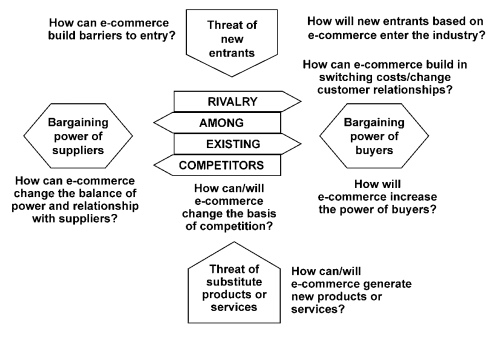 How can e-commerce
build barriers to entry?
Threat of
new
entrants
How will new entrants based on
e-commerce enter the industry?
How can e-commerce build in
switching costs/change
customer relationships?
Bargaining
power of
suppliers
RIVALRY
AMONG
EXISTING
COMPETITORS
Bargaining
power of
buyers
How can e-commerce
change the balance of
power and relationship
with suppliers?
How can/will
e-commerce
change the basis
of competition?
How will
e-commerce increase
the power of buyers?
Threat of
substitute
products or
services
How can/will
e-commerce generate
new products or
services?